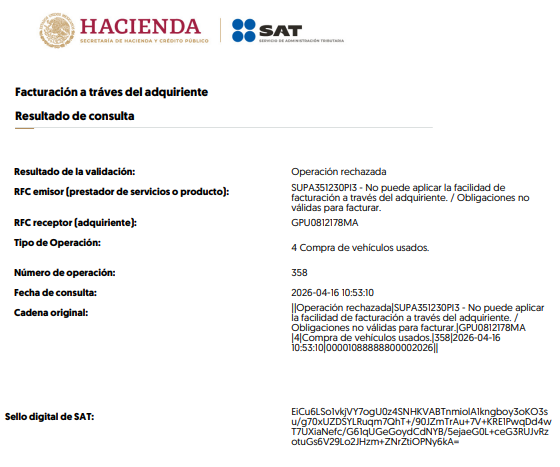 HACIENDA
SECRETARÍA DE HACIENDA Y CRÉDITO PÚBLICO
SAT
SERVICIO DE ADMINISTRACIÓN TRIBUTARIA
Facturación a tráves del adquiriente
Resultado de consulta
Resultado de la validación: Operación rechazada
RFC emisor (prestador de servicios o producto): SUPA351230PI3 - No puede aplicar la facilidad de
facturación a través del adquiriente. / Obligaciones no
válidas para facturar.
RFC receptor (adquiriente): GPU0812178MA
Tipo de Operación: 4 Compra de vehículos usados.
Número de operación: 358
Fecha de consulta: 2026-04-16 10:53:10
Cadena original: ||Operación rechazada|SUPA351230PI3 - No puede aplicar
la facilidad de facturación a través del adquiriente. /
Obligaciones no válidas para facturar.|GPU0812178MA
|4|Compra de vehículos usados.|358|2026-04-16
10:53:10|00001088888800002026||
Sello digital de SAT: EiCu6LSo1vkjVY7ogU0z4SNHKVABTnmiolA1kngboy3oKO3s
u/g70xUZDSYLRuqm7QhT+/90JZmTrAu+7V+KRE1PwqDd4w
T7UXiaNefc/G61qUGeGoydCdNYB/5ejaeG0L+ceG3RUJvRz
otuGs6V29Lo2JHzm+ZNrZtiOPNy6kA=